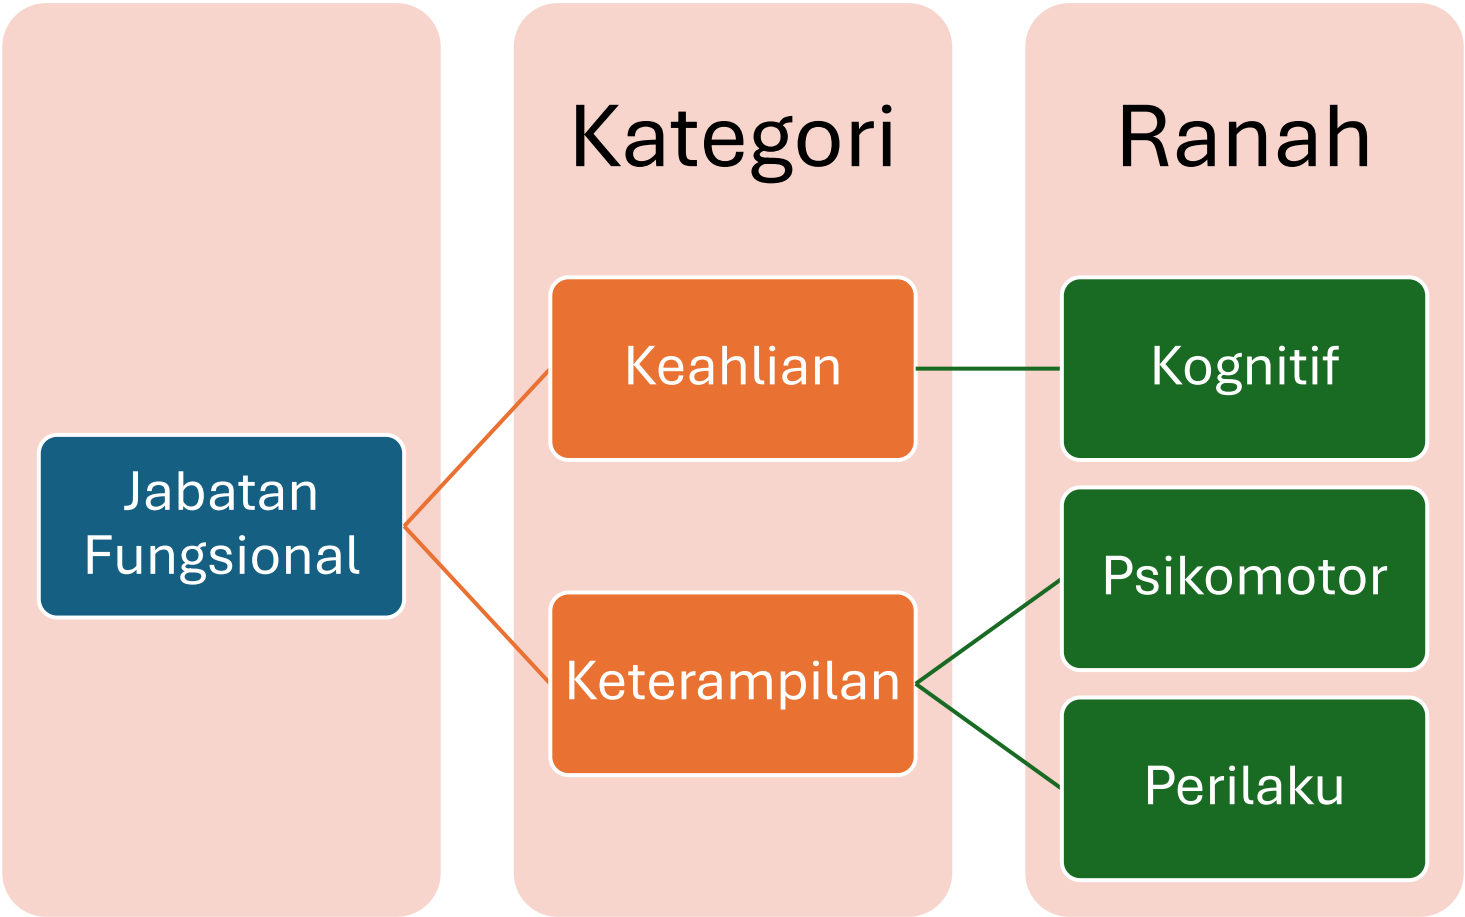 Kategori
Ranah
Jabatan
Fungsional
Keahlian
Keterampilan
Kognitif
Psikomotor
Perilaku